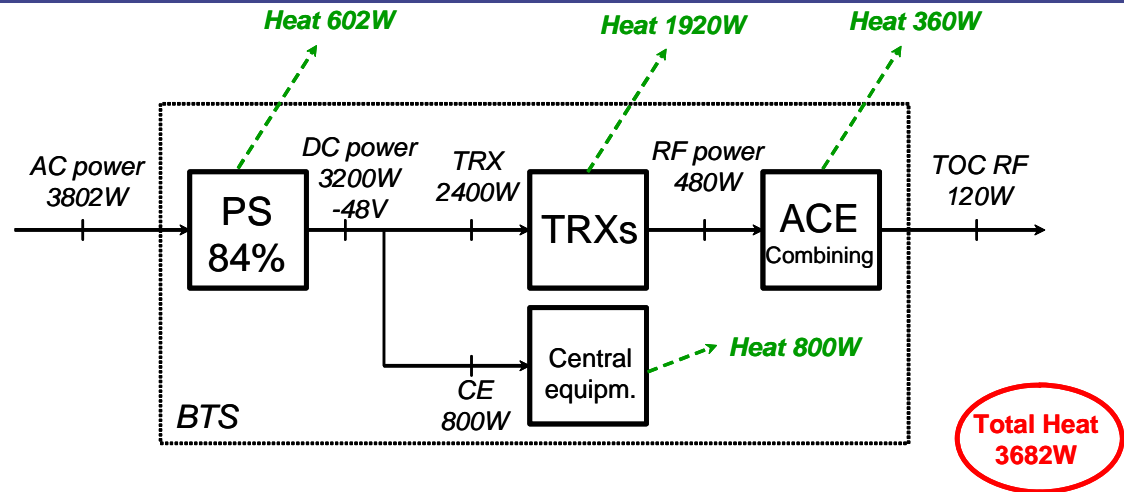 Heat 602W
Heat 1920W
Heat 360W
AC power
3802W
DC power
3200W
-48V
TRX
2400W
RF power
480W
TOC RF
120W
PS
84%
TRXs
ACE
Combining
Central
equipm.
Heat 800W
CE
800W
BTS
Total Heat
3682W